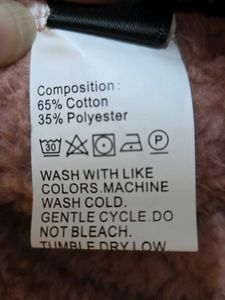 Composition :
65% Cotton
35% Polyester
30 P
WASH WITH LIKE
COLORS.MACHINE
WASH COLD.
GENTLE CYCLE.DO
NOT BLEACH.
TUMBLE DRY LOW